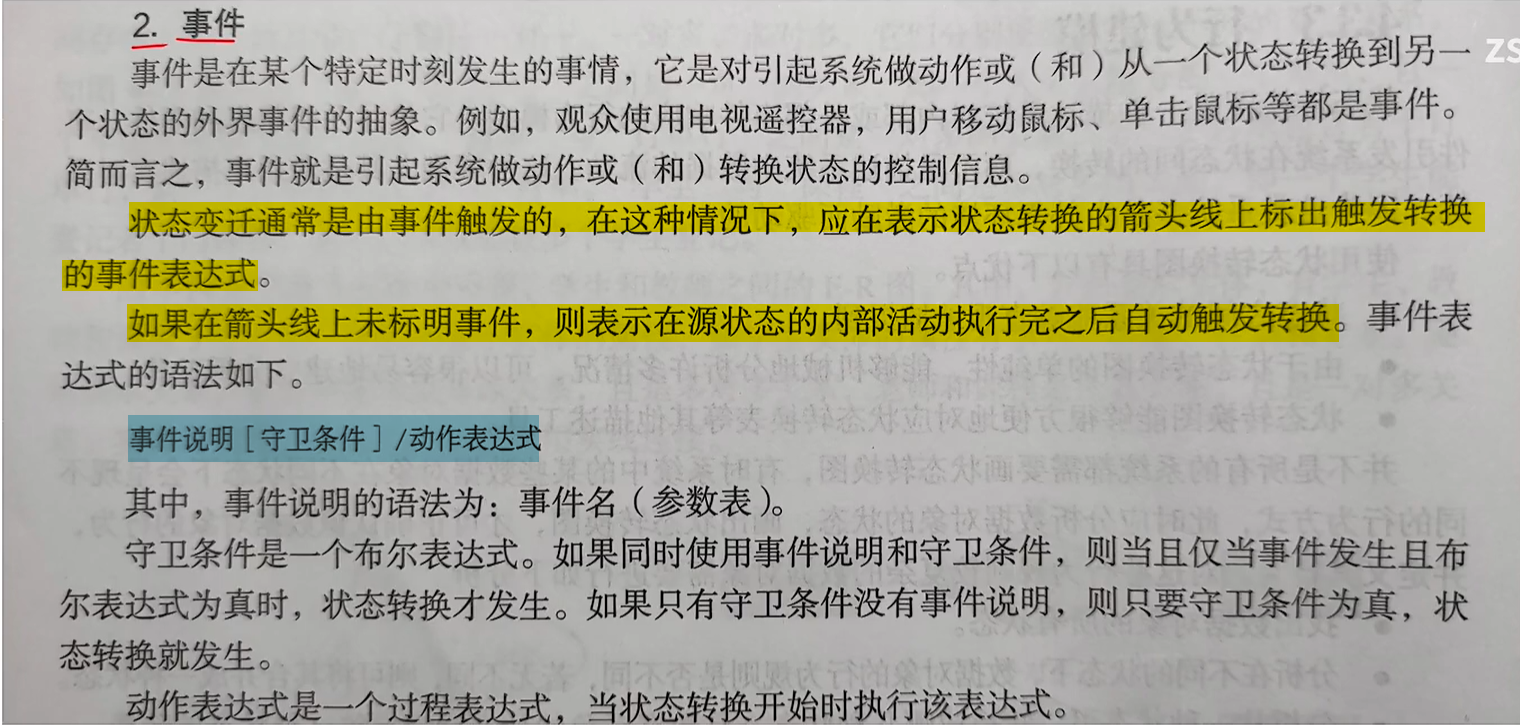 2. 事件
事件是在某个特定时刻发生的事情，它是对引起系统做动作或（和）从一个状态转换到另一
个状态的外界事件的抽象。例如，观众使用电视遥控器，用户移动鼠标、单击鼠标等都是事件。
简而言之，事件就是引起系统做动作或（和）转换状态的控制信息。
状态变迁通常是由事件触发的，在这种情况下，应在表示状态转换的箭头线上标出触发转换
的事件表达式。
如果在箭头线上未标明事件，则表示在源状态的内部活动执行完之后自动触发转换。事件表
达式的语法如下。
事件说明［守卫条件］/动作表达式
其中，事件说明的语法为：事件名（参数表）。
守卫条件是一个布尔表达式。如果同时使用事件说明和守卫条件，则当且仅当事件发生且布
尔表达式为真时，状态转换才发生。如果只有守卫条件没有事件说明，则只要守卫条件为真，状
态转换就发生。
动作表达式是一个过程表达式，当状态转换开始时执行该表达式。
ZS